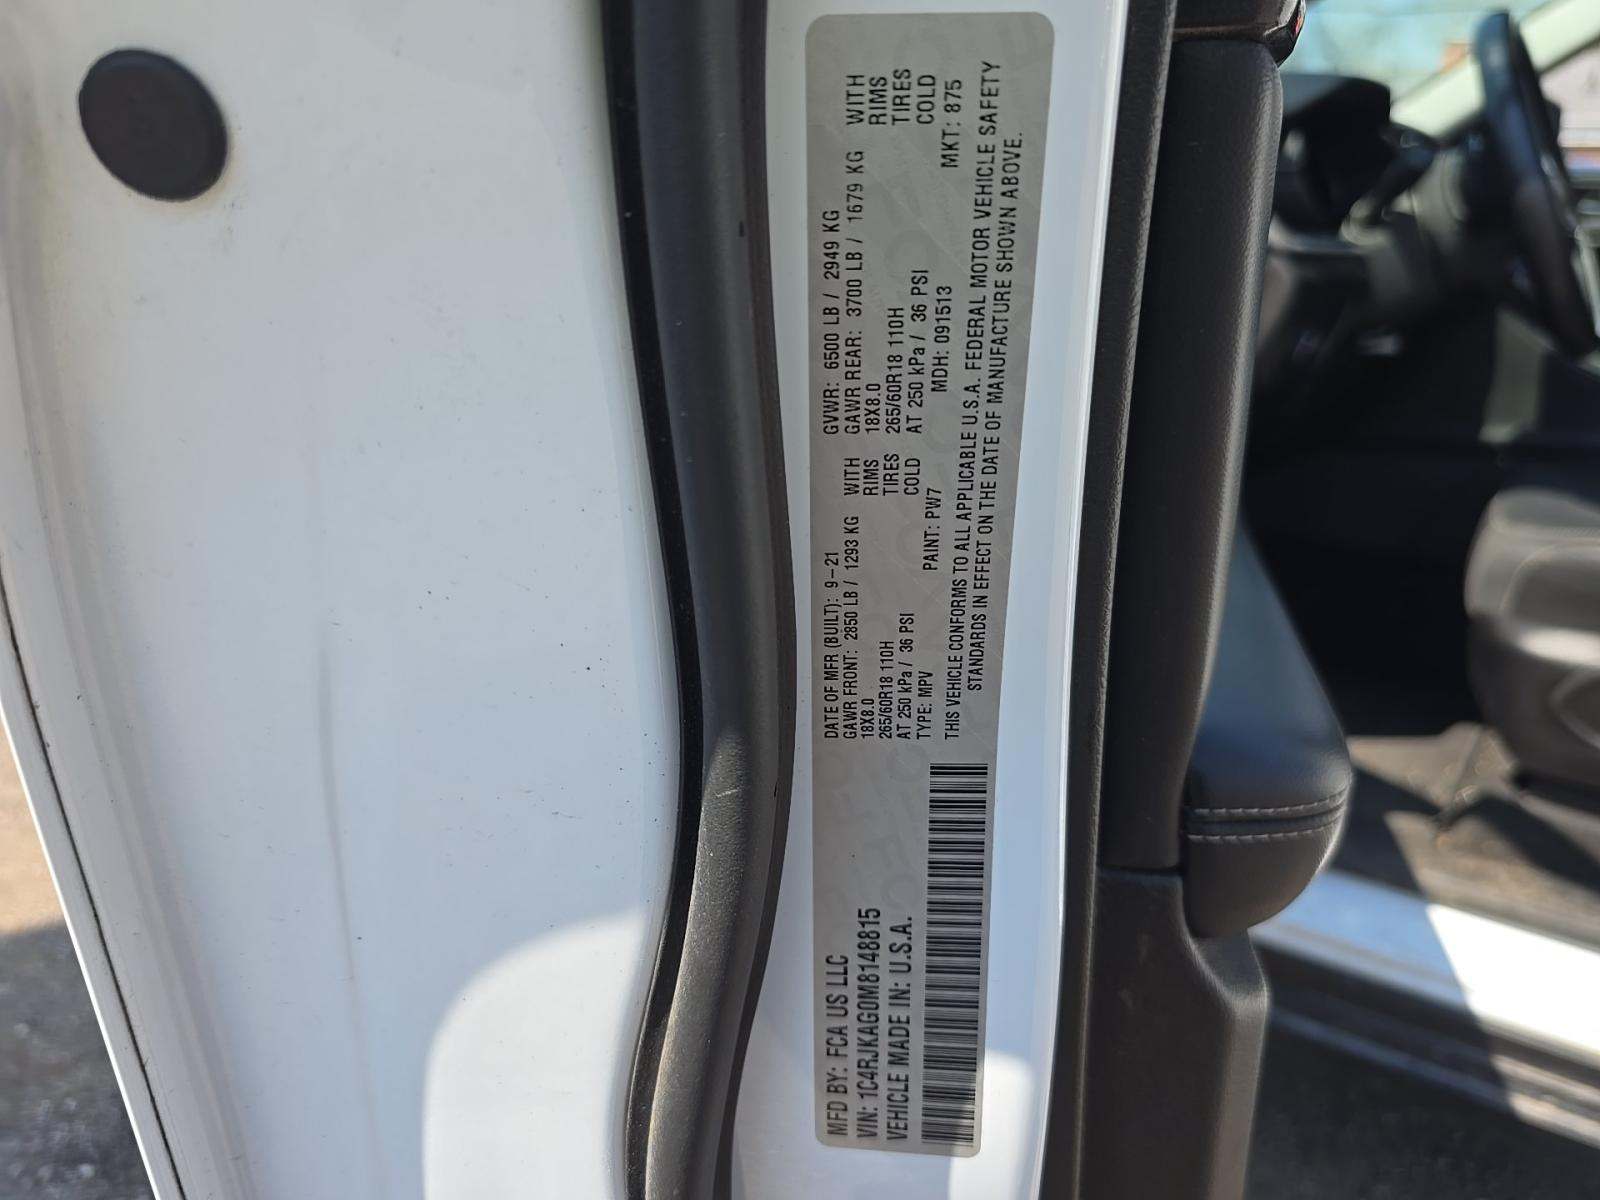 MFD BY: FCA US LLC
VIN: 1C4RJKAG0M8148815
VEHICLE MADE IN: U.S.A.
DATE OF MFR (BUILT): 9-21
GAWR FRONT: 2850 LB / 1293 KG WITH
18X8.0 RIMS
265/60R18 110H TIRES
AT 250 kPa / 36 PSI COLD
GVWR: 6500 LB / 2949 KG
GAWR REAR: 3700 LB / 1679 KG WITH
18X8.0 RIMS
265/60R18 110H TIRES
AT 250 kPa / 36 PSI COLD
TYPE: MPV PAINT: PW7 MDH: 091513 MKT: 875
THIS VEHICLE CONFORMS TO ALL APPLICABLE U.S.A. FEDERAL MOTOR VEHICLE SAFETY
STANDARDS IN EFFECT ON THE DATE OF MANUFACTURE SHOWN ABOVE.